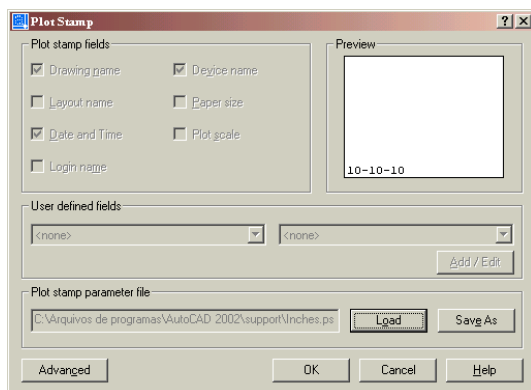 Plot Stamp
Plot stamp fields
Drawing name
Device name
Layout name
Paper size
Date and Time
Plot scale
Login name
Preview
10-10-10
User defined fields
<none>
<none>
Add / Edit
Plot stamp parameter file
C:\Arquivos de programas\AutoCAD 2002\support\Inches.ps
Load
Save As
Advanced
OK
Cancel
Help